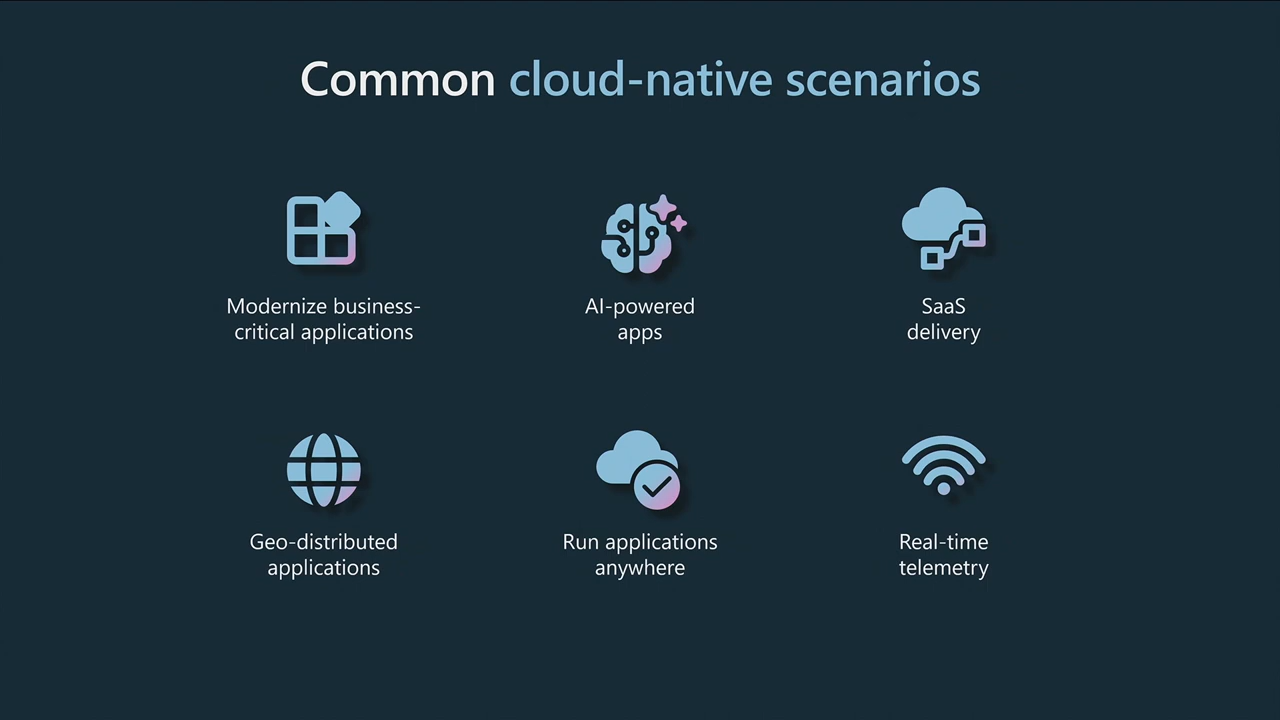 Common cloud-native scenarios
Modernize business-
critical applications
AI-powered
apps
SaaS
delivery
Geo-distributed
applications
Run applications
anywhere
Real-time
telemetry